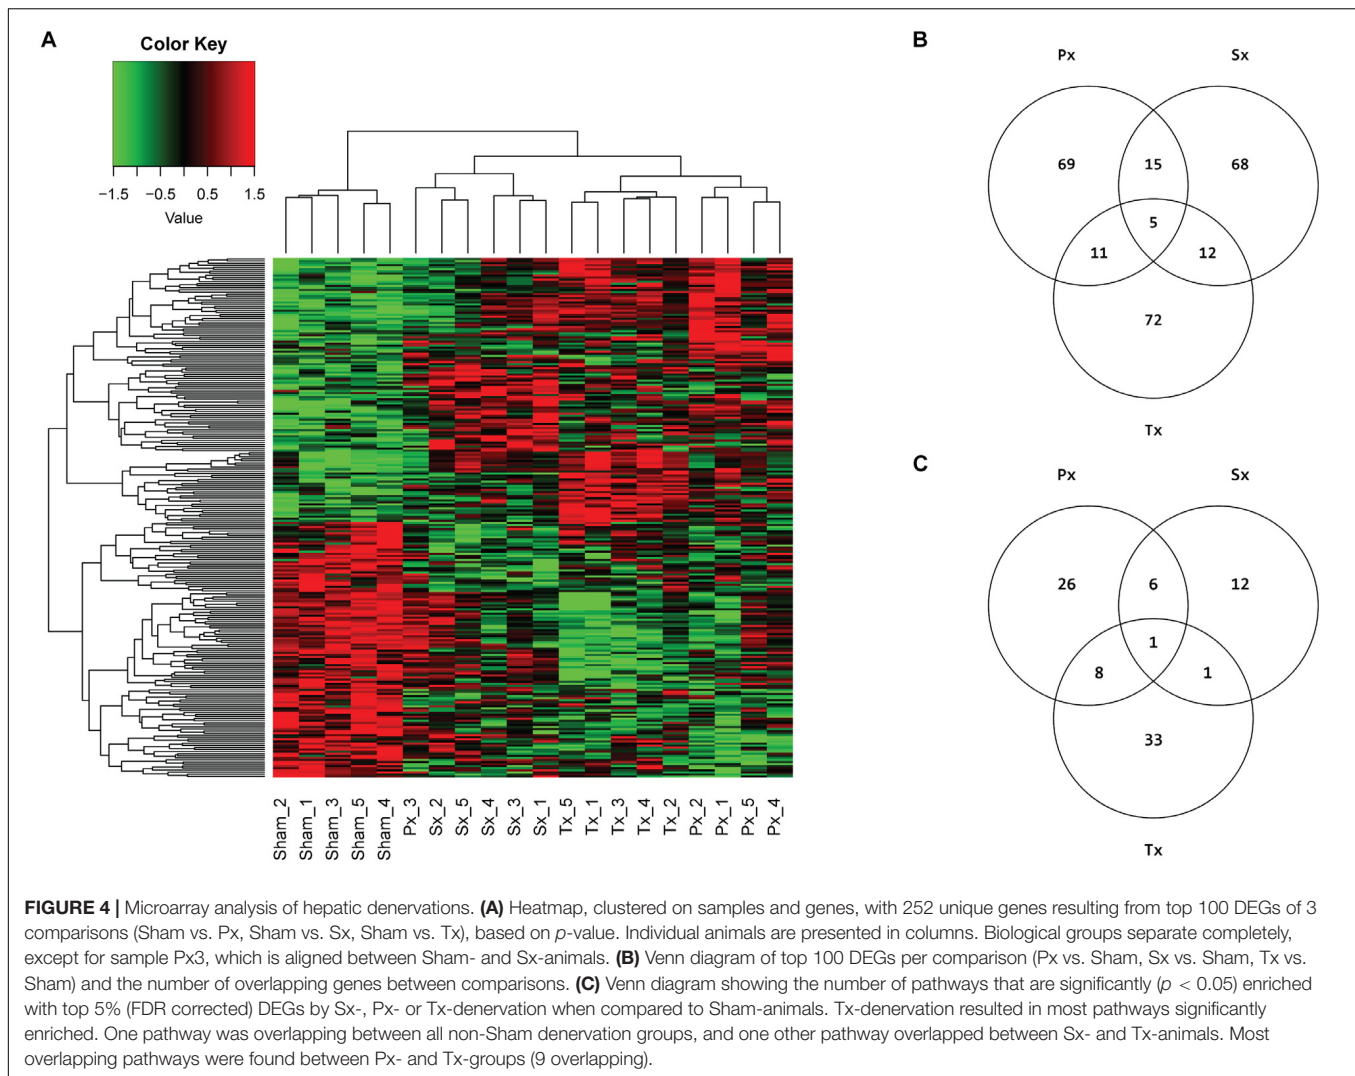 A
Color Key
−1.5 −0.5 0.5 1.5
Value
Sham_2
Sham_1
Sham_3
Sham_5
Sham_4
Px_3
Sx_2
Sx_5
Sx_4
Sx_3
Sx_1
Tx_5
Tx_1
Tx_3
Tx_4
Tx_2
Px_2
Px_1
Px_5
Px_4
B
Px Sx
69 15 68
5
11 12
72
Tx
C
Px Sx
26 6 12
1
8 1
33
Tx
FIGURE 4 | Microarray analysis of hepatic denervations. (A) Heatmap, clustered on samples and genes, with 252 unique genes resulting from top 100 DEGs of 3
comparisons (Sham vs. Px, Sham vs. Sx, Sham vs. Tx), based on p-value. Individual animals are presented in columns. Biological groups separate completely,
except for sample Px3, which is aligned between Sham- and Sx-animals. (B) Venn diagram of top 100 DEGs per comparison (Px vs. Sham, Sx vs. Sham, Tx vs.
Sham) and the number of overlapping genes between comparisons. (C) Venn diagram showing the number of pathways that are significantly (p < 0.05) enriched
with top 5% (FDR corrected) DEGs by Sx-, Px- or Tx-denervation when compared to Sham-animals. Tx-denervation resulted in most pathways significantly
enriched. One pathway was overlapping between all non-Sham denervation groups, and one other pathway overlapped between Sx- and Tx-animals. Most
overlapping pathways were found between Px- and Tx-groups (9 overlapping).